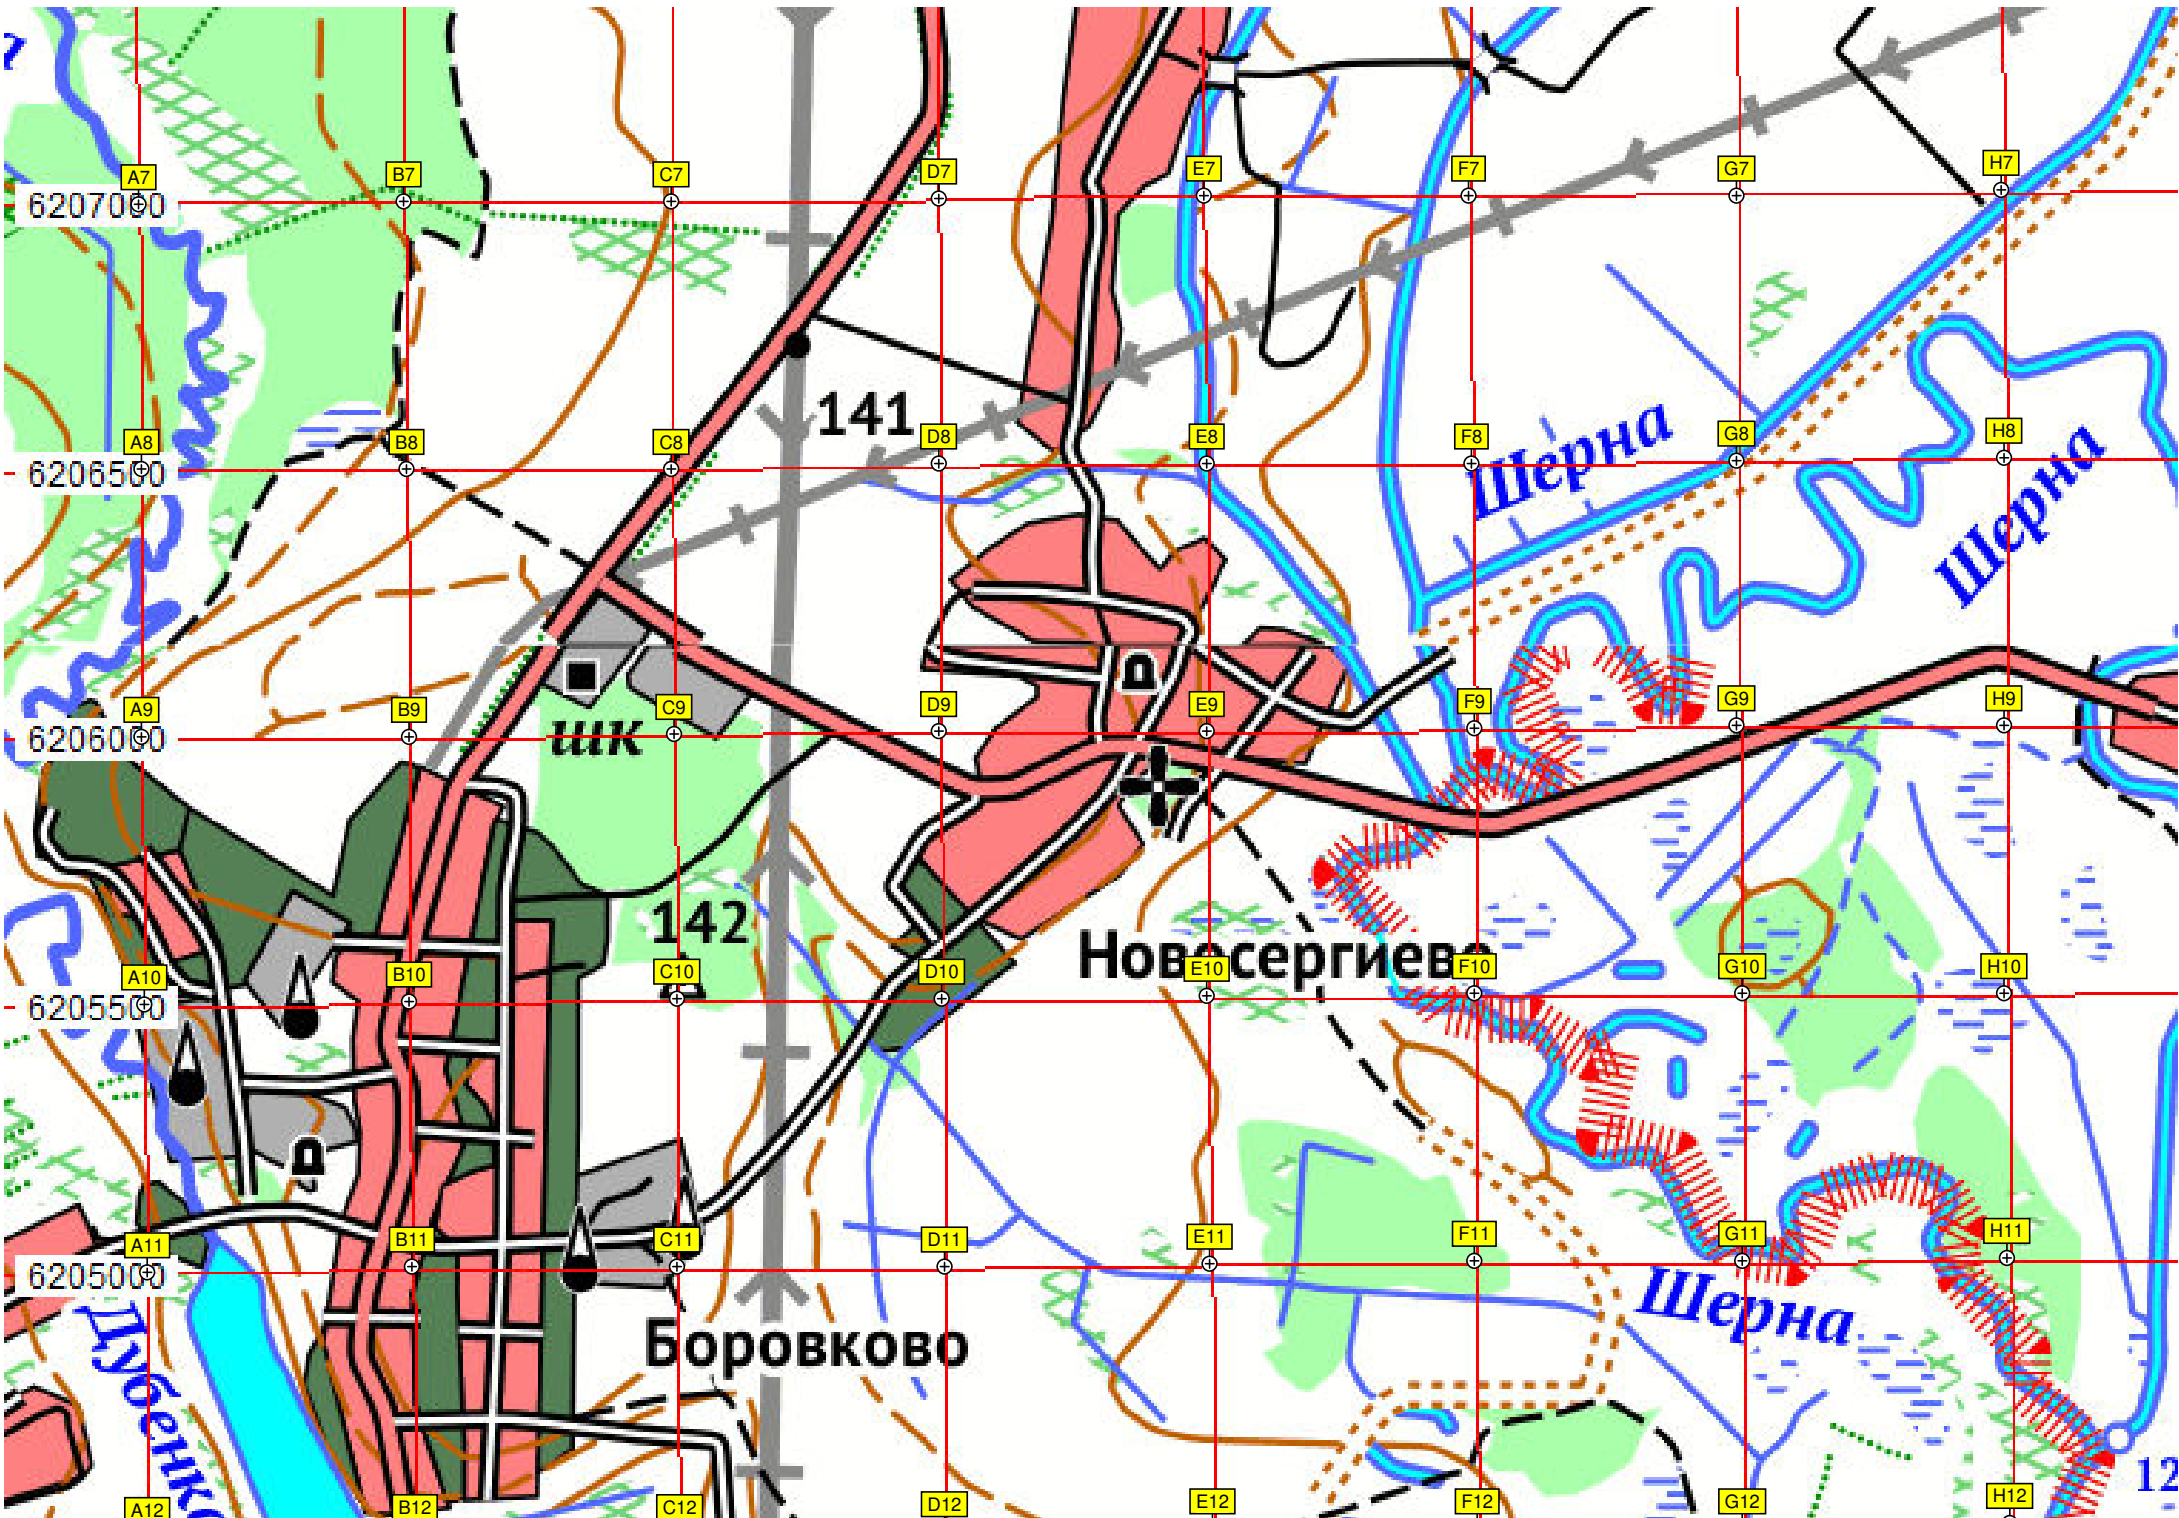 A7 B7 C7 D7 E7 F7 G7 H7
6207000
141
Шерна
Шерна
A8 B8 C8 D8 E8 F8 G8 H8
6206500
A9 B9 C9 D9 E9 F9 G9 H9
6206000
шк
142
Новосергиево
A10 B10 C10 D10 E10 F10 G10 H10
6205500
A11 B11 C11 D11 E11 F11 G11 H11
6205000
Шерна
Боровково
Дубенка
12
A12 B12 C12 D12 E12 F12 G12 H12